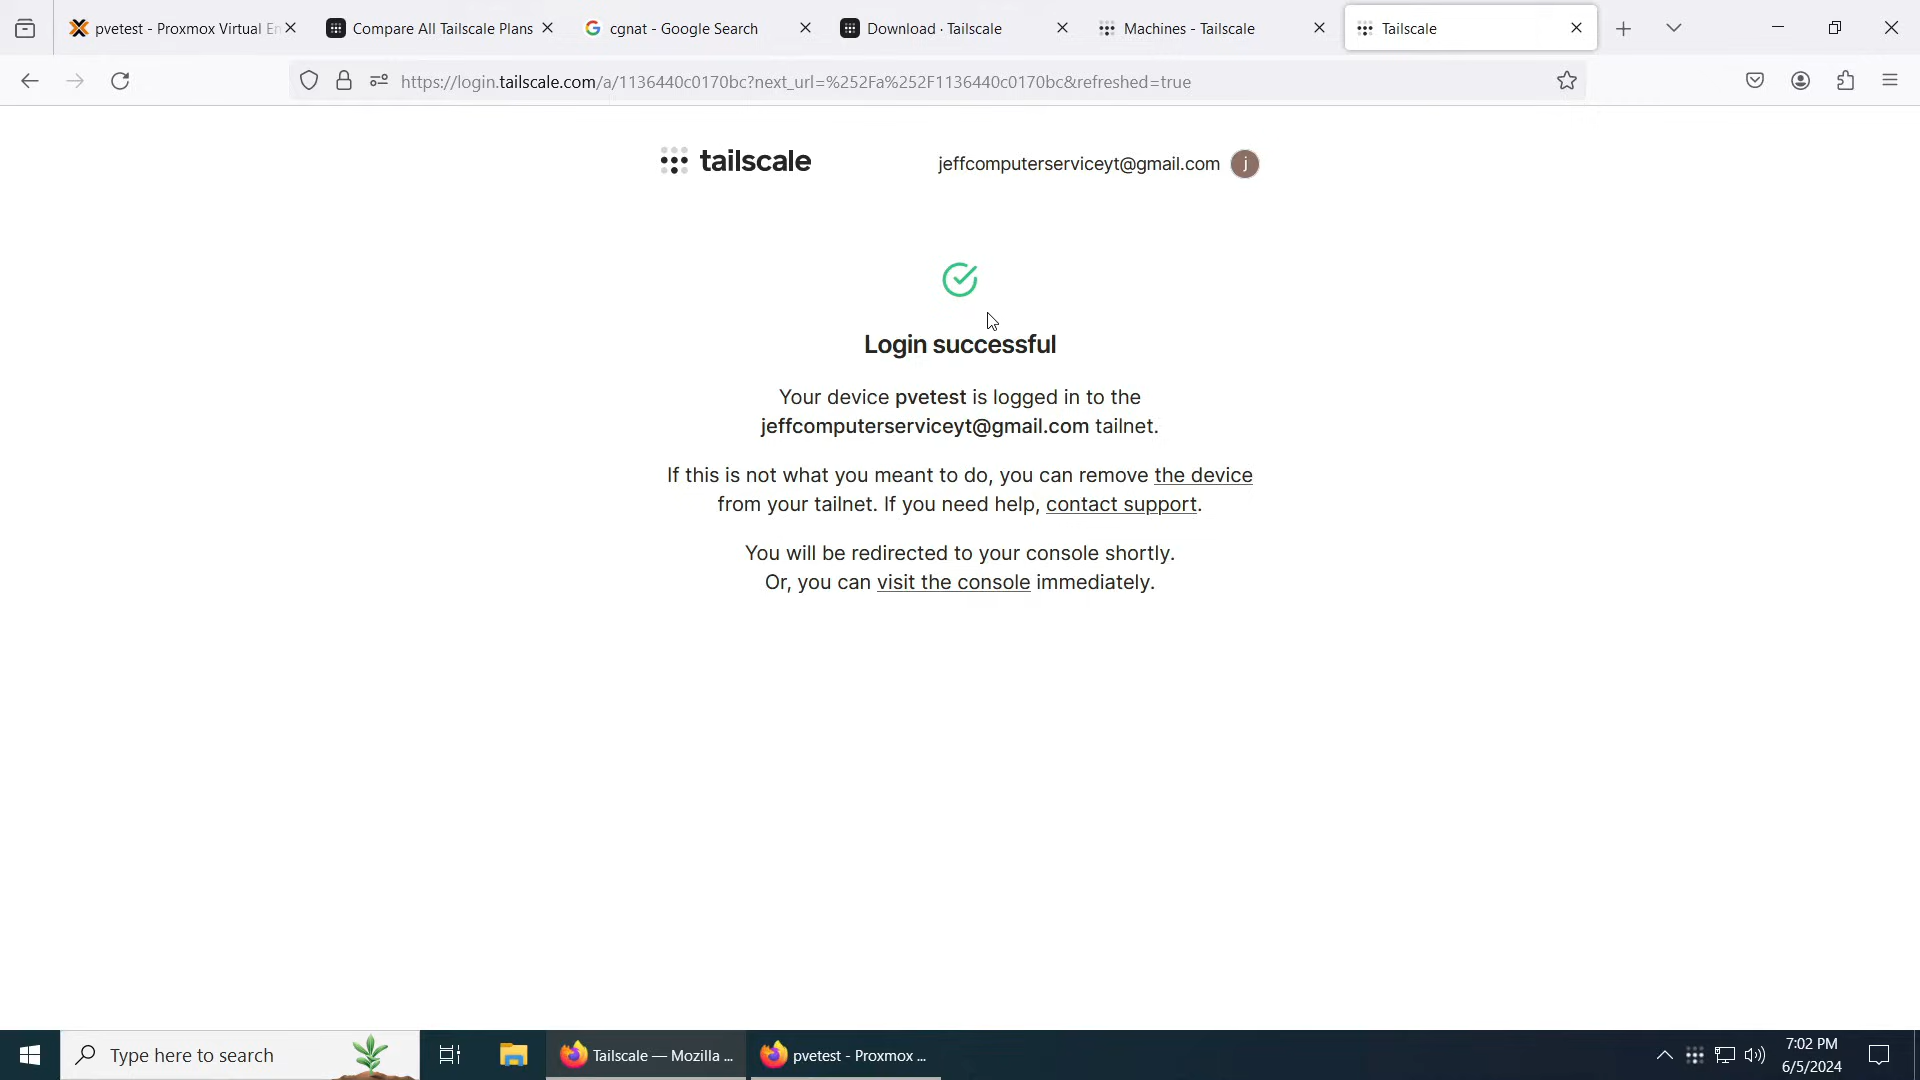 pvetest - Proxmox Virtual En
Compare All Tailscale Plans
cgnat - Google Search
Download · Tailscale
Machines - Tailscale
Tailscale
https://login.tailscale.com/a/1136440c0170bc?next_url=%252Fa%252F1136440c0170bc&refreshed=true
tailscale
jeffcomputerserviceyt@gmail.com
j
Login successful
Your device pvetest is logged in to the
jeffcomputerserviceyt@gmail.com tailnet.
If this is not what you meant to do, you can remove the device
from your tailnet. If you need help, contact support.
You will be redirected to your console shortly.
Or, you can visit the console immediately.
Type here to search
Tailscale — Mozilla ...
pvetest - Proxmox ...
7:02 PM
6/5/2024